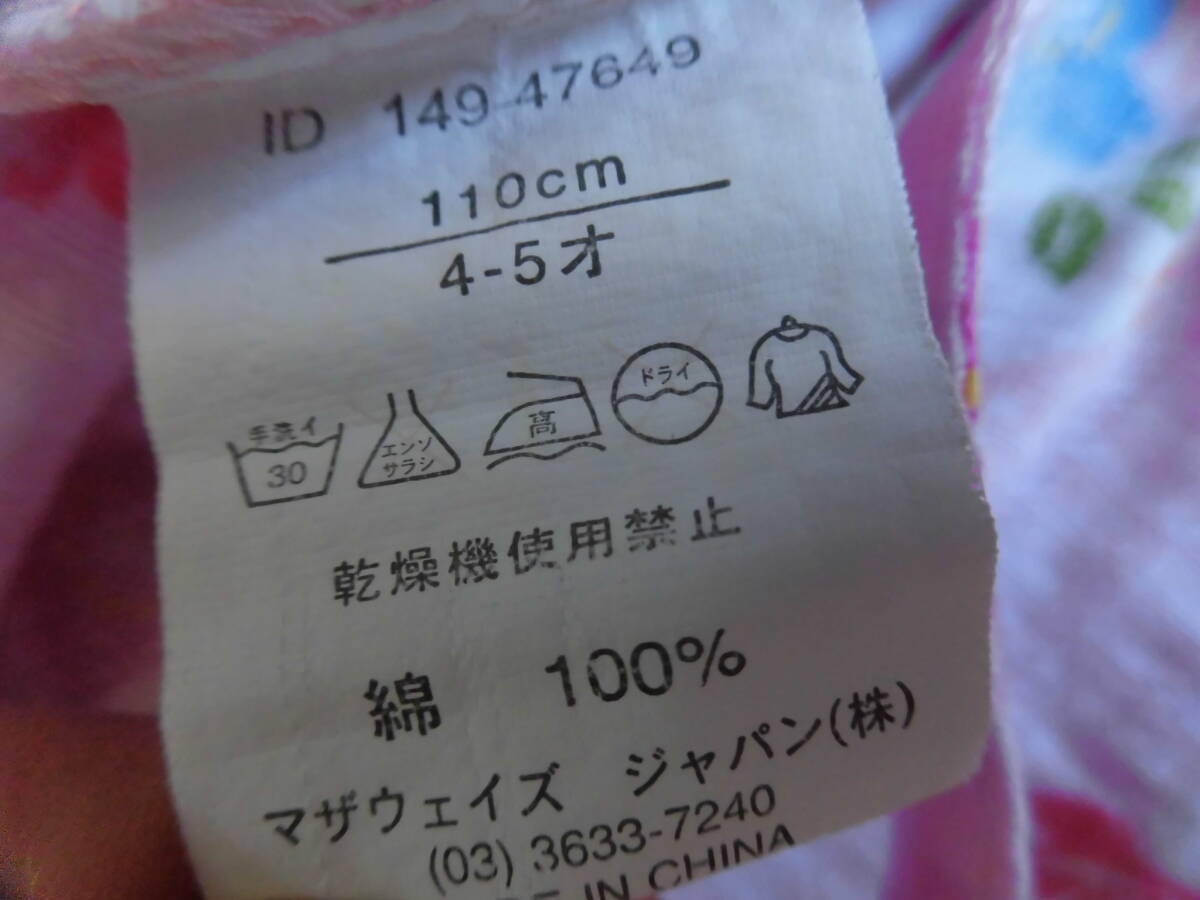 ID 149-47649
110cm
4-5才
手洗イ
30
エンソ
サラシ
高
ドライ
乾燥機使用禁止
綿 100%
マザウェイズ ジャパン(株)
(03) 3633-7240
IN CHINA